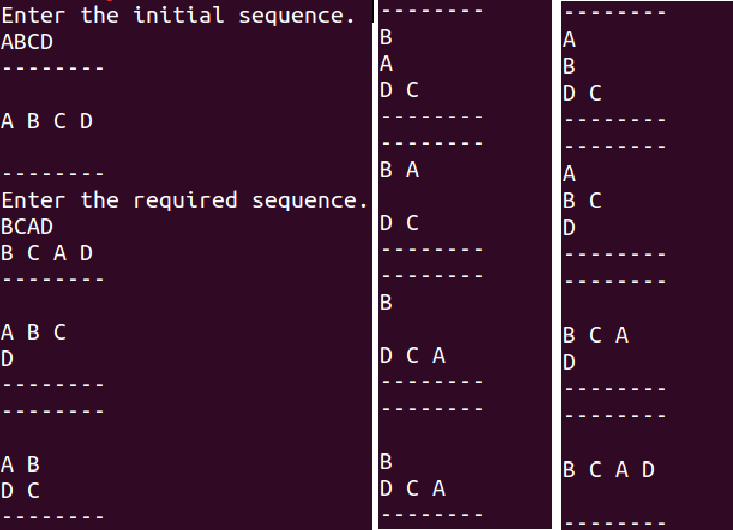 Enter the initial sequence.
ABCD
--------
A B C D
--------
Enter the required sequence.
BCAD
B C A D
--------
A B C
D
--------
--------
A B
D C
--------
--------
B
A
D C
--------
--------
B A
D C
--------
--------
B
D C A
--------
--------
B
D C A
--------
--------
A
B
D C
--------
--------
A
B C
D
--------
--------
B C A
D
--------
--------
B C A D
--------